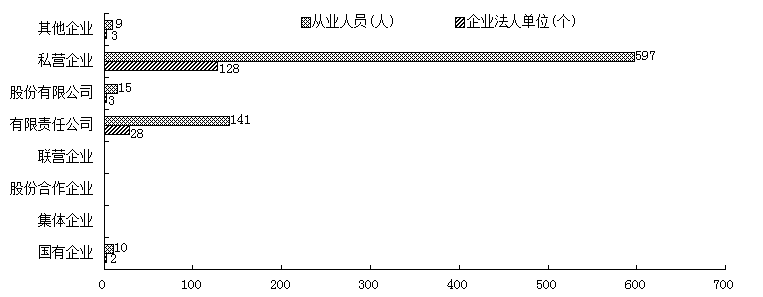 从业人员(人) 企业法人单位(个)
其他企业 9
3
私营企业 597
128
股份有限公司 15
3
有限责任公司 141
28
联营企业
股份合作企业
集体企业
国有企业 10
2
0 100 200 300 400 500 600 700